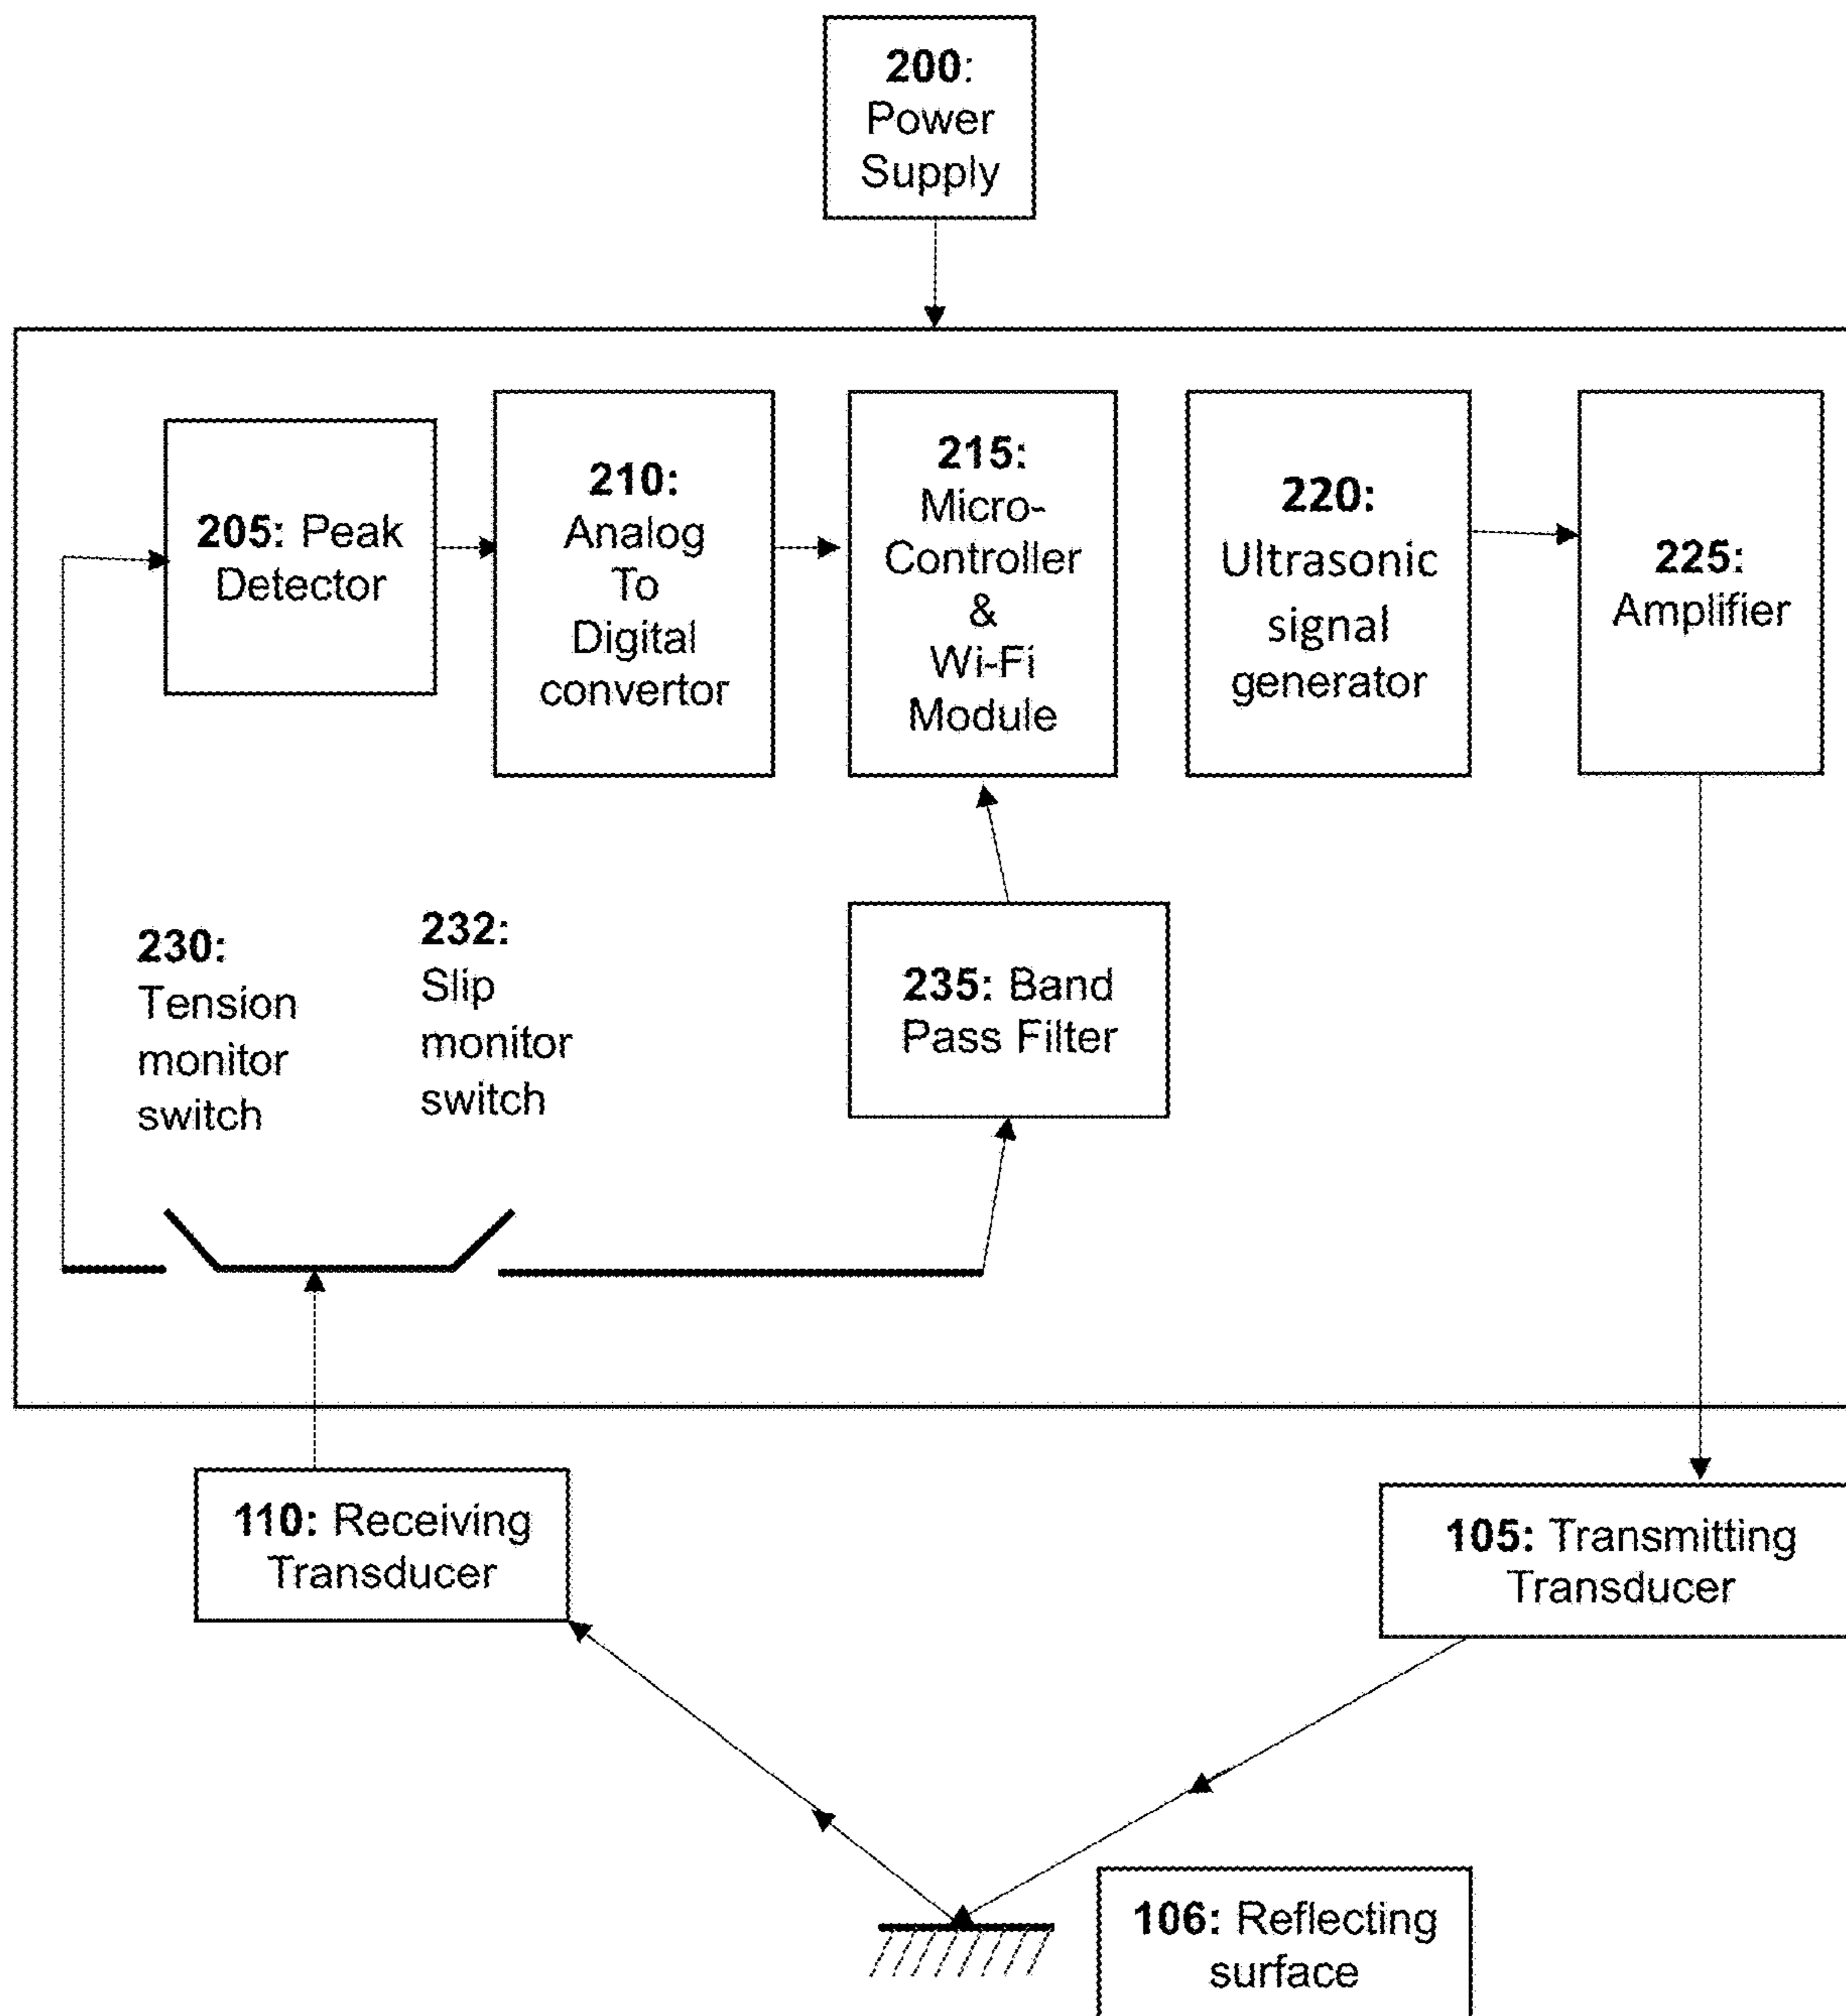 200:
Power
Supply
205: Peak
Detector
210:
Analog
To
Digital
convertor
215:
Micro-
Controller
&
Wi-Fi
Module
220:
Ultrasonic
signal
generator
225:
Amplifier
230:
Tension
monitor
switch
232:
Slip
monitor
switch
235: Band
Pass Filter
110: Receiving
Transducer
105: Transmitting
Transducer
106: Reflecting
surface